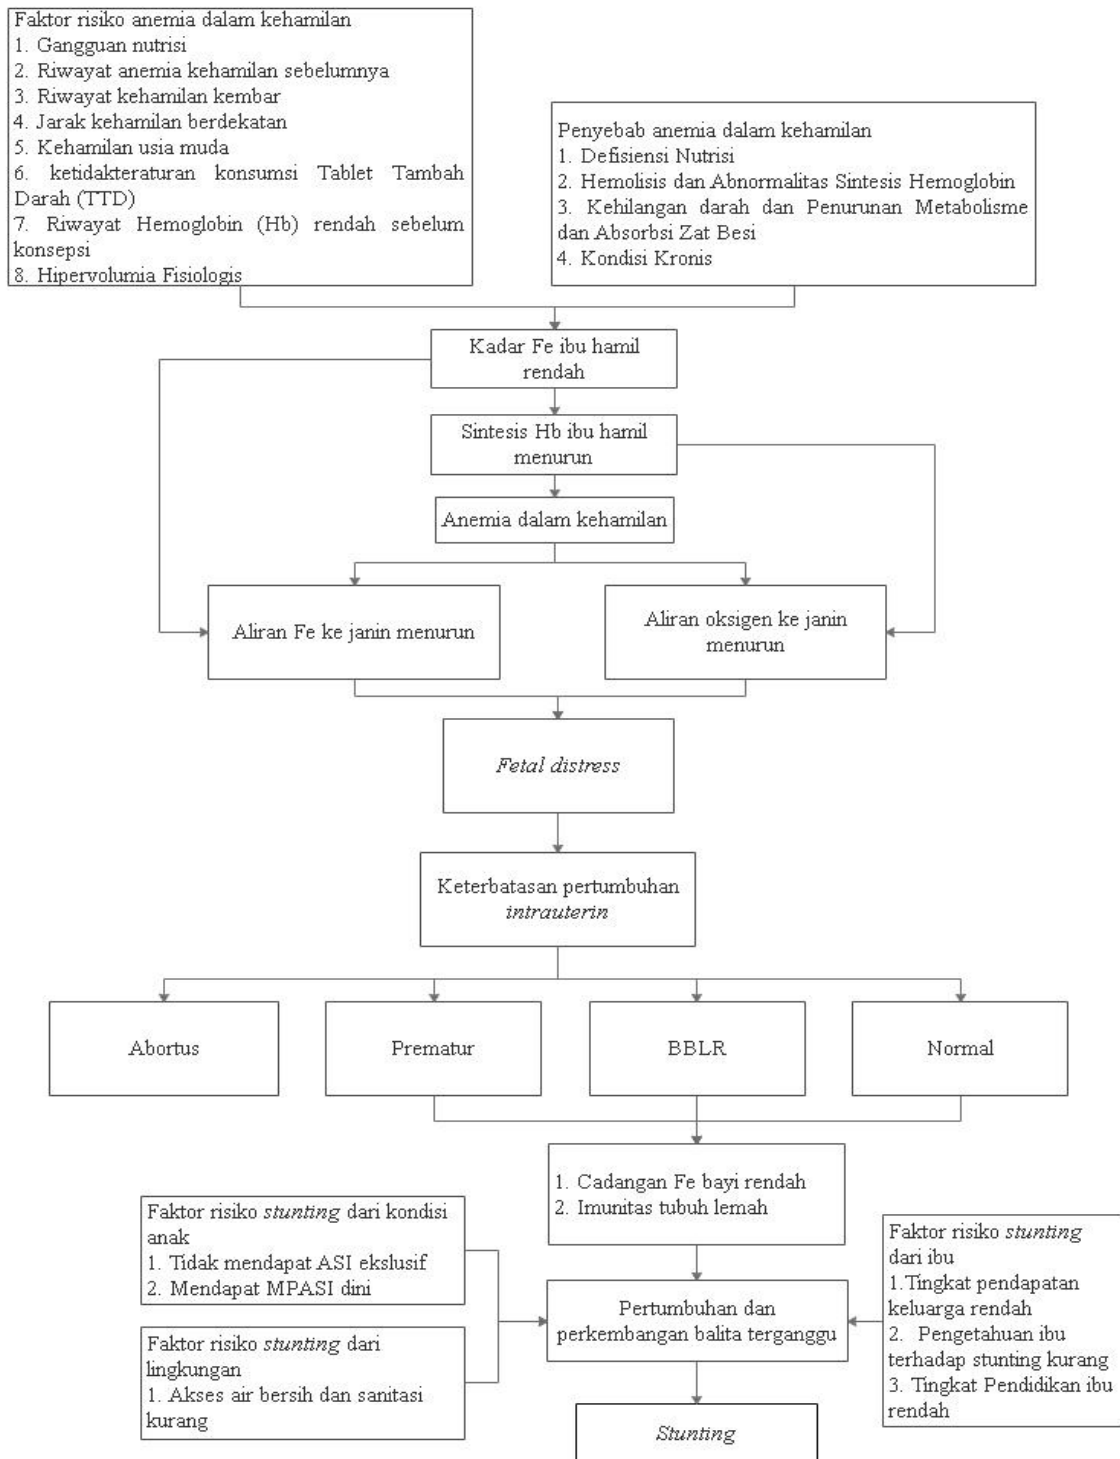 Faktor risiko anemia dalam kehamilan
1. Gangguan nutrisi
2. Riwayat anemia kehamilan sebelumnya
3. Riwayat kehamilan kembar
4. Jarak kehamilan berdekatan
5. Kehamilan usia muda
6. ketidakteraturan konsumsi Tablet Tambah
Darah (TTD)
7. Riwayat Hemoglobin (Hb) rendah sebelum
konsepsi
8. Hipervolumia Fisiologis
Penyebab anemia dalam kehamilan
1. Defisiensi Nutrisi
2. Hemolisis dan Abnormalitas Sintesis Hemoglobin
3. Kehilangan darah dan Penurunan Metabolisme
dan Absorbsi Zat Besi
4. Kondisi Kronis
Kadar Fe ibu hamil
rendah
Sintesis Hb ibu hamil
menurun
Anemia dalam kehamilan
Aliran Fe ke janin menurun
Aliran oksigen ke janin
menurun
Fetal distress
Keterbatasan pertumbuhan
intrauterin
Abortus
Prematur
BBLR
Normal
1. Cadangan Fe bayi rendah
2. Imunitas tubuh lemah
Faktor risiko stunting dari kondisi
anak
1. Tidak mendapat ASI ekslusif
2. Mendapat MPASI dini
Faktor risiko stunting dari
lingkungan
1. Akses air bersih dan sanitasi
kurang
Pertumbuhan dan
perkembangan balita terganggu
Faktor risiko stunting
dari ibu
1.Tingkat pendapatan
keluarga rendah
2. Pengetahuan ibu
terhadap stunting kurang
3. Tingkat Pendidikan ibu
rendah
Stunting